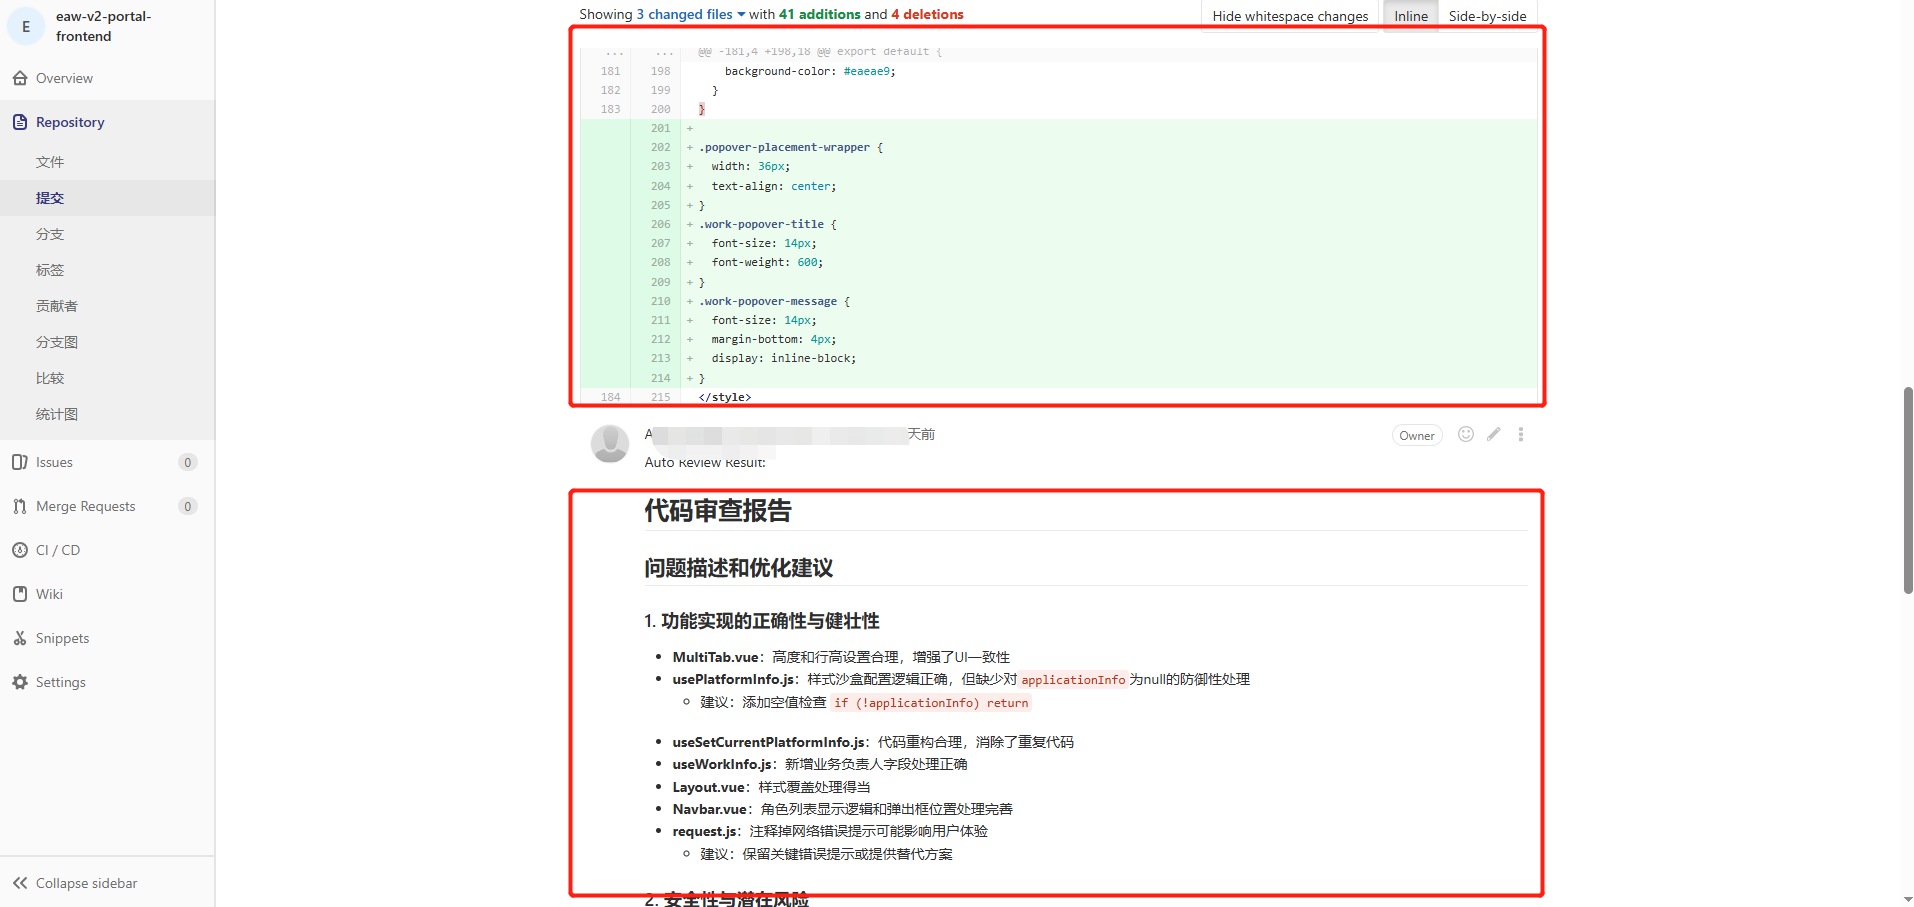 E
eaw-v2-portal-
frontend
Overview
Repository
文件
提交
分支
标签
贡献者
分支图
比较
统计图
Issues 0
Merge Requests 0
CI / CD
Wiki
Snippets
Settings
Collapse sidebar
Showing 3 changed files with 41 additions and 4 deletions
Hide whitespace changes Inline Side-by-side
... ... @@ -181,4 +198,18 @@ export default {
181 198 background-color: #eaeae9;
182 199 }
183 200 }
201 +
202 + .popover-placement-wrapper {
203 + width: 36px;
204 + text-align: center;
205 + }
206 + .work-popover-title {
207 + font-size: 14px;
208 + font-weight: 600;
209 + }
210 + .work-popover-message {
211 + font-size: 14px;
212 + margin-bottom: 4px;
213 + display: inline-block;
214 + }
184 215 </style>
A 天前
Owner
Auto Review Result:
代码审查报告
问题描述和优化建议
1. 功能实现的正确性与健壮性
• MultiTab.vue：高度和行高设置合理，增强了UI一致性
• usePlatformInfo.js：样式沙盒配置逻辑正确，但缺少对 applicationInfo 为null的防御性处理
○ 建议：添加空值检查 if (!applicationInfo) return
• useSetCurrentPlatformInfo.js：代码重构合理，消除了重复代码
• useWorkInfo.js：新增业务负责人字段处理正确
• Layout.vue：样式覆盖处理得当
• Navbar.vue：角色列表显示逻辑和弹出框位置处理完善
• request.js：注释掉网络错误提示可能影响用户体验
○ 建议：保留关键错误提示或提供替代方案
2. 安全性与潜在风险